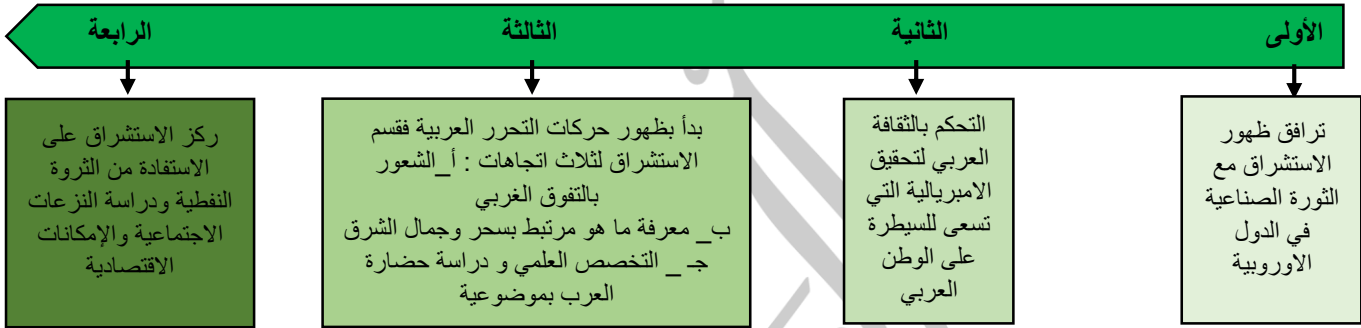 الأولى
الثانية
الثالثة
الرابعة
ترافق ظهور
الاستشراق مع
الثورة الصناعية
في الدول
الاوروبية
التحكم بالثقافة
العربي لتحقيق
الامبريالية التي
تسعى للسيطرة
على الوطن
العربي
بدأ بظهور حركات التحرر العربية فقسم
الاستشراق لثلاث اتجاهات : أ_الشعور
بالتفوق الغربي
ب_ معرفة ما هو مرتبط بسحر وجمال الشرق
جـ _ التخصص العلمي و دراسة حضارة
العرب بموضوعية
ركز الاستشراق على
الاستفادة من الثروة
النفطية ودراسة النزعات
الاجتماعية والإمكانات
الاقتصادية